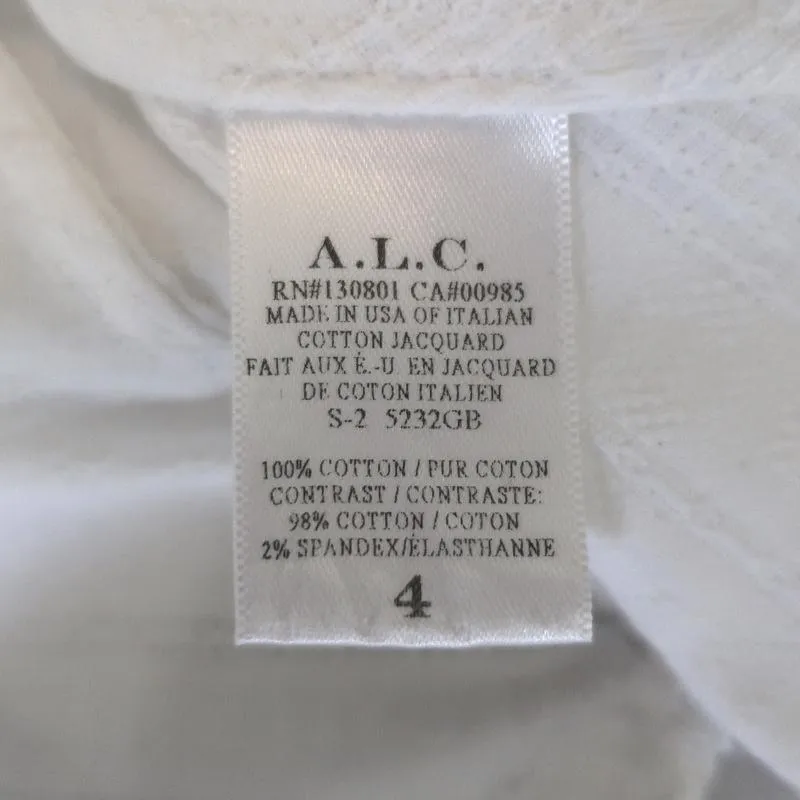 A.L.C.
RN#130801 CA#00985
MADE IN USA OF ITALIAN
COTTON JACQUARD
FAIT AUX É.-U. EN JACQUARD
DE COTON ITALIEN
S-2 5232GB
100% COTTON / PUR COTON
CONTRAST / CONTRASTE:
98% COTTON / COTON
2% SPANDEX/ÉLASTHANNE
4